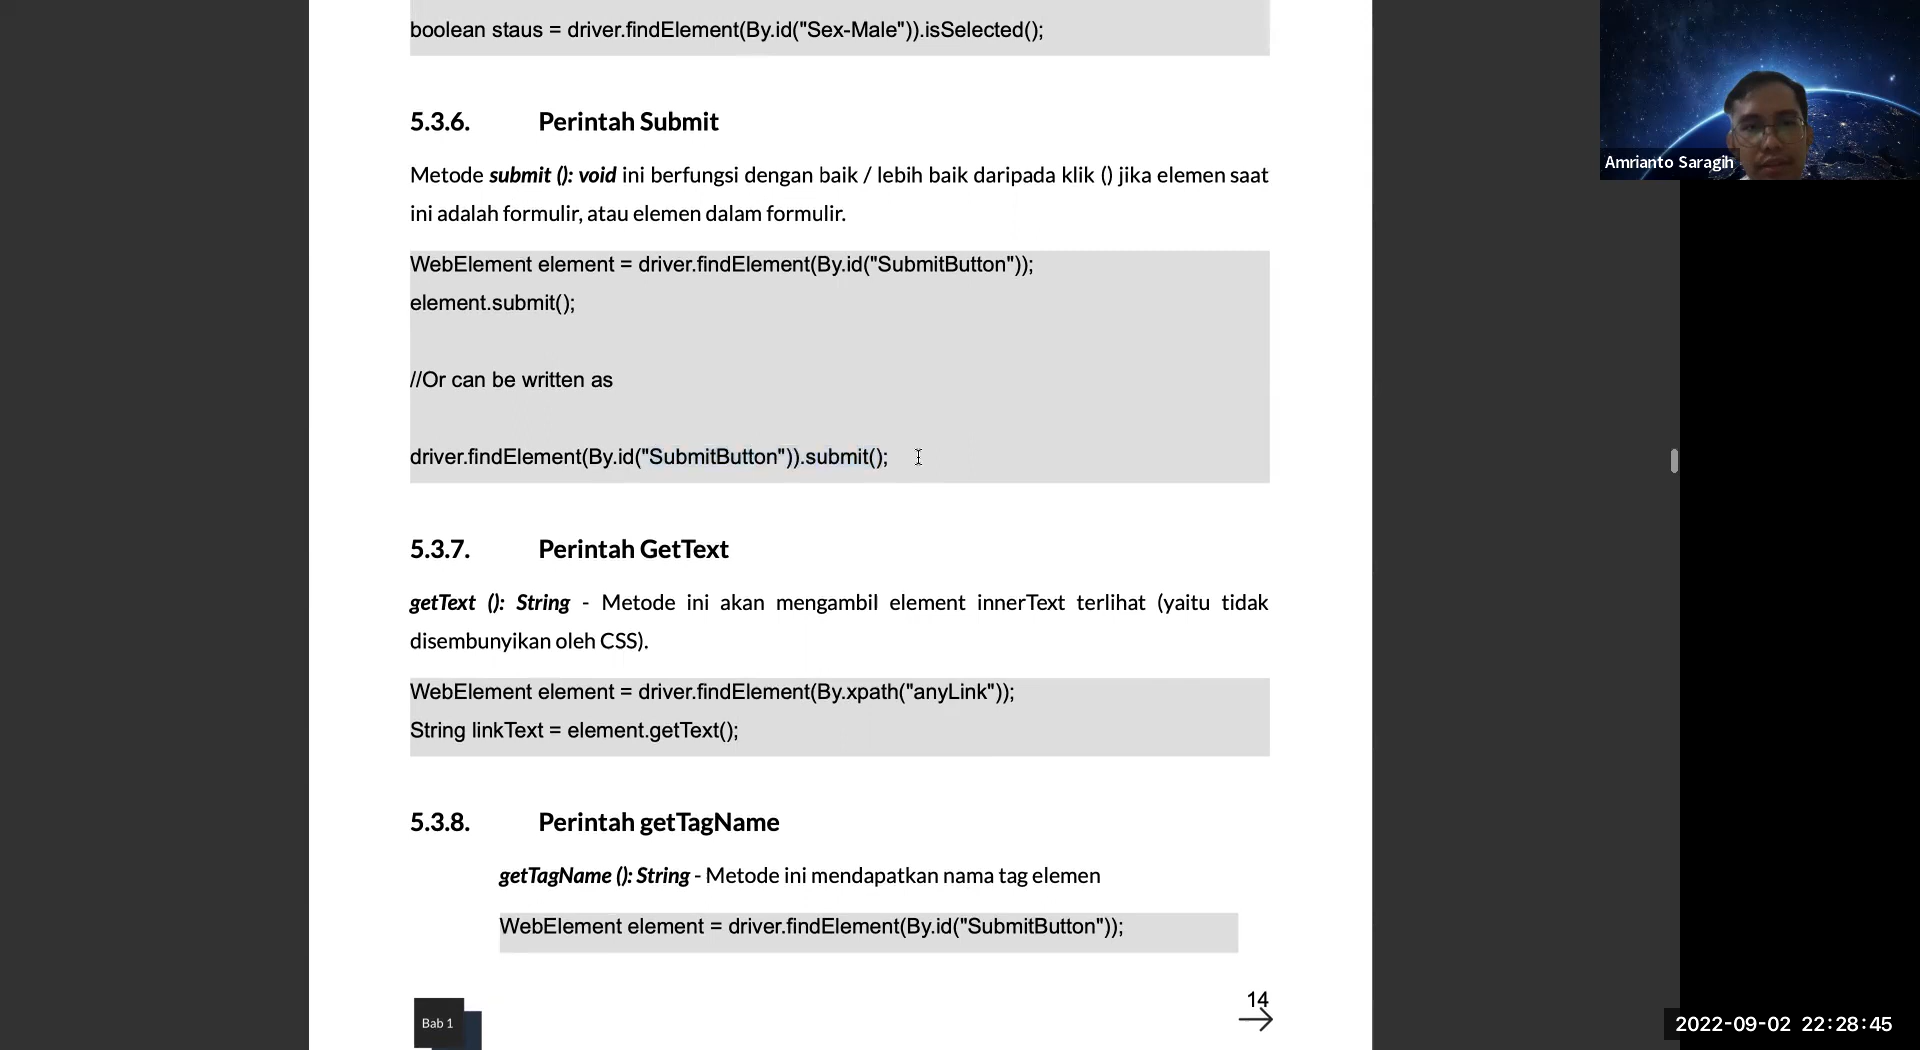 boolean staus = driver.findElement(By.id("Sex-Male")).isSelected();
5.3.6. Perintah Submit
Metode submit (): void ini berfungsi dengan baik / lebih baik daripada klik () jika elemen saat
ini adalah formulir, atau elemen dalam formulir.
WebElement element = driver.findElement(By.id("SubmitButton"));
element.submit();
//Or can be written as
driver.findElement(By.id("SubmitButton")).submit();
5.3.7. Perintah GetText
getText (): String - Metode ini akan mengambil element innerText terlihat (yaitu tidak
disembunyikan oleh CSS).
WebElement element = driver.findElement(By.xpath("anyLink"));
String linkText = element.getText();
5.3.8. Perintah getTagName
getTagName (): String - Metode ini mendapatkan nama tag elemen
WebElement element = driver.findElement(By.id("SubmitButton"));
Bab 1
14
Amrianto Saragih
2022-09-02 22:28:45